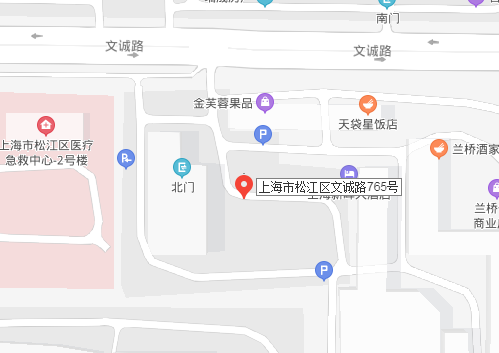 南门
文诚路
文诚路
金芙蓉果品
天袋星饭店
上海市松江区医疗
急救中心-2号楼
兰桥酒家
北门
上海市松江区文诚路765号
兰桥
商业